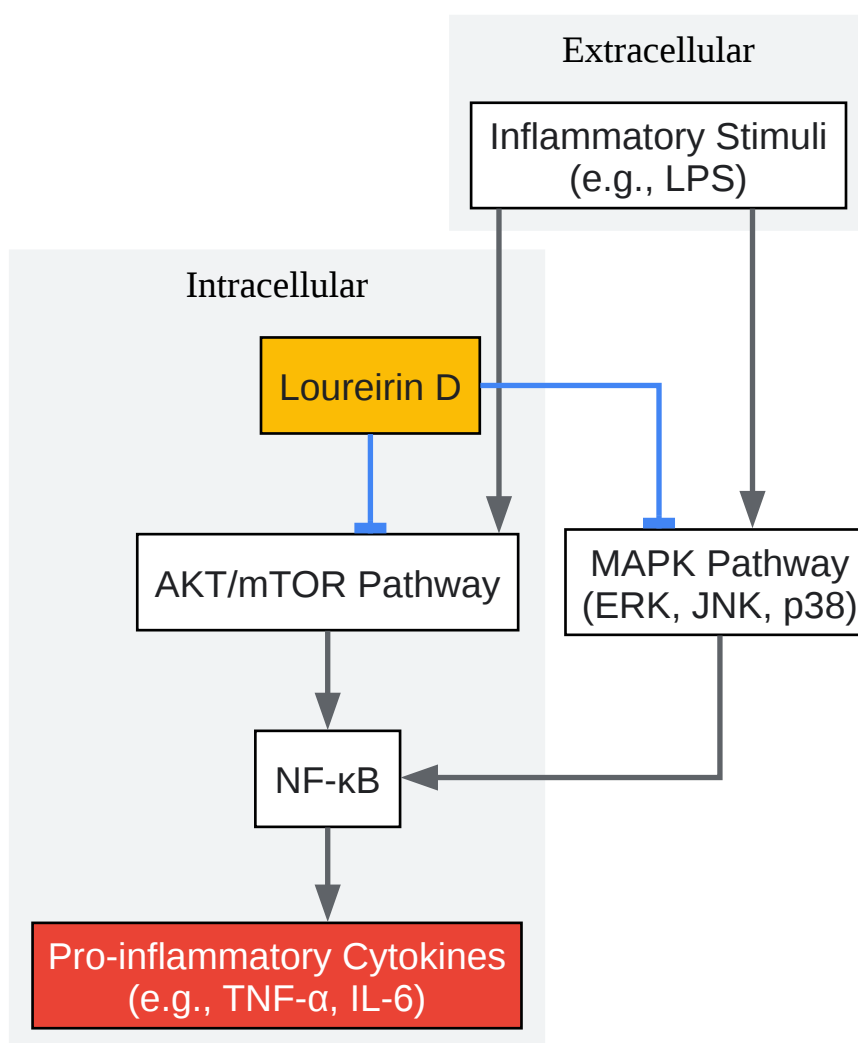 Extracellular
Inflammatory Stimuli
(e.g., LPS)
Intracellular
Loureirin D
AKT/mTOR Pathway
MAPK Pathway
(ERK, JNK, p38)
NF-κB
Pro-inflammatory Cytokines
(e.g., TNF-α, IL-6)